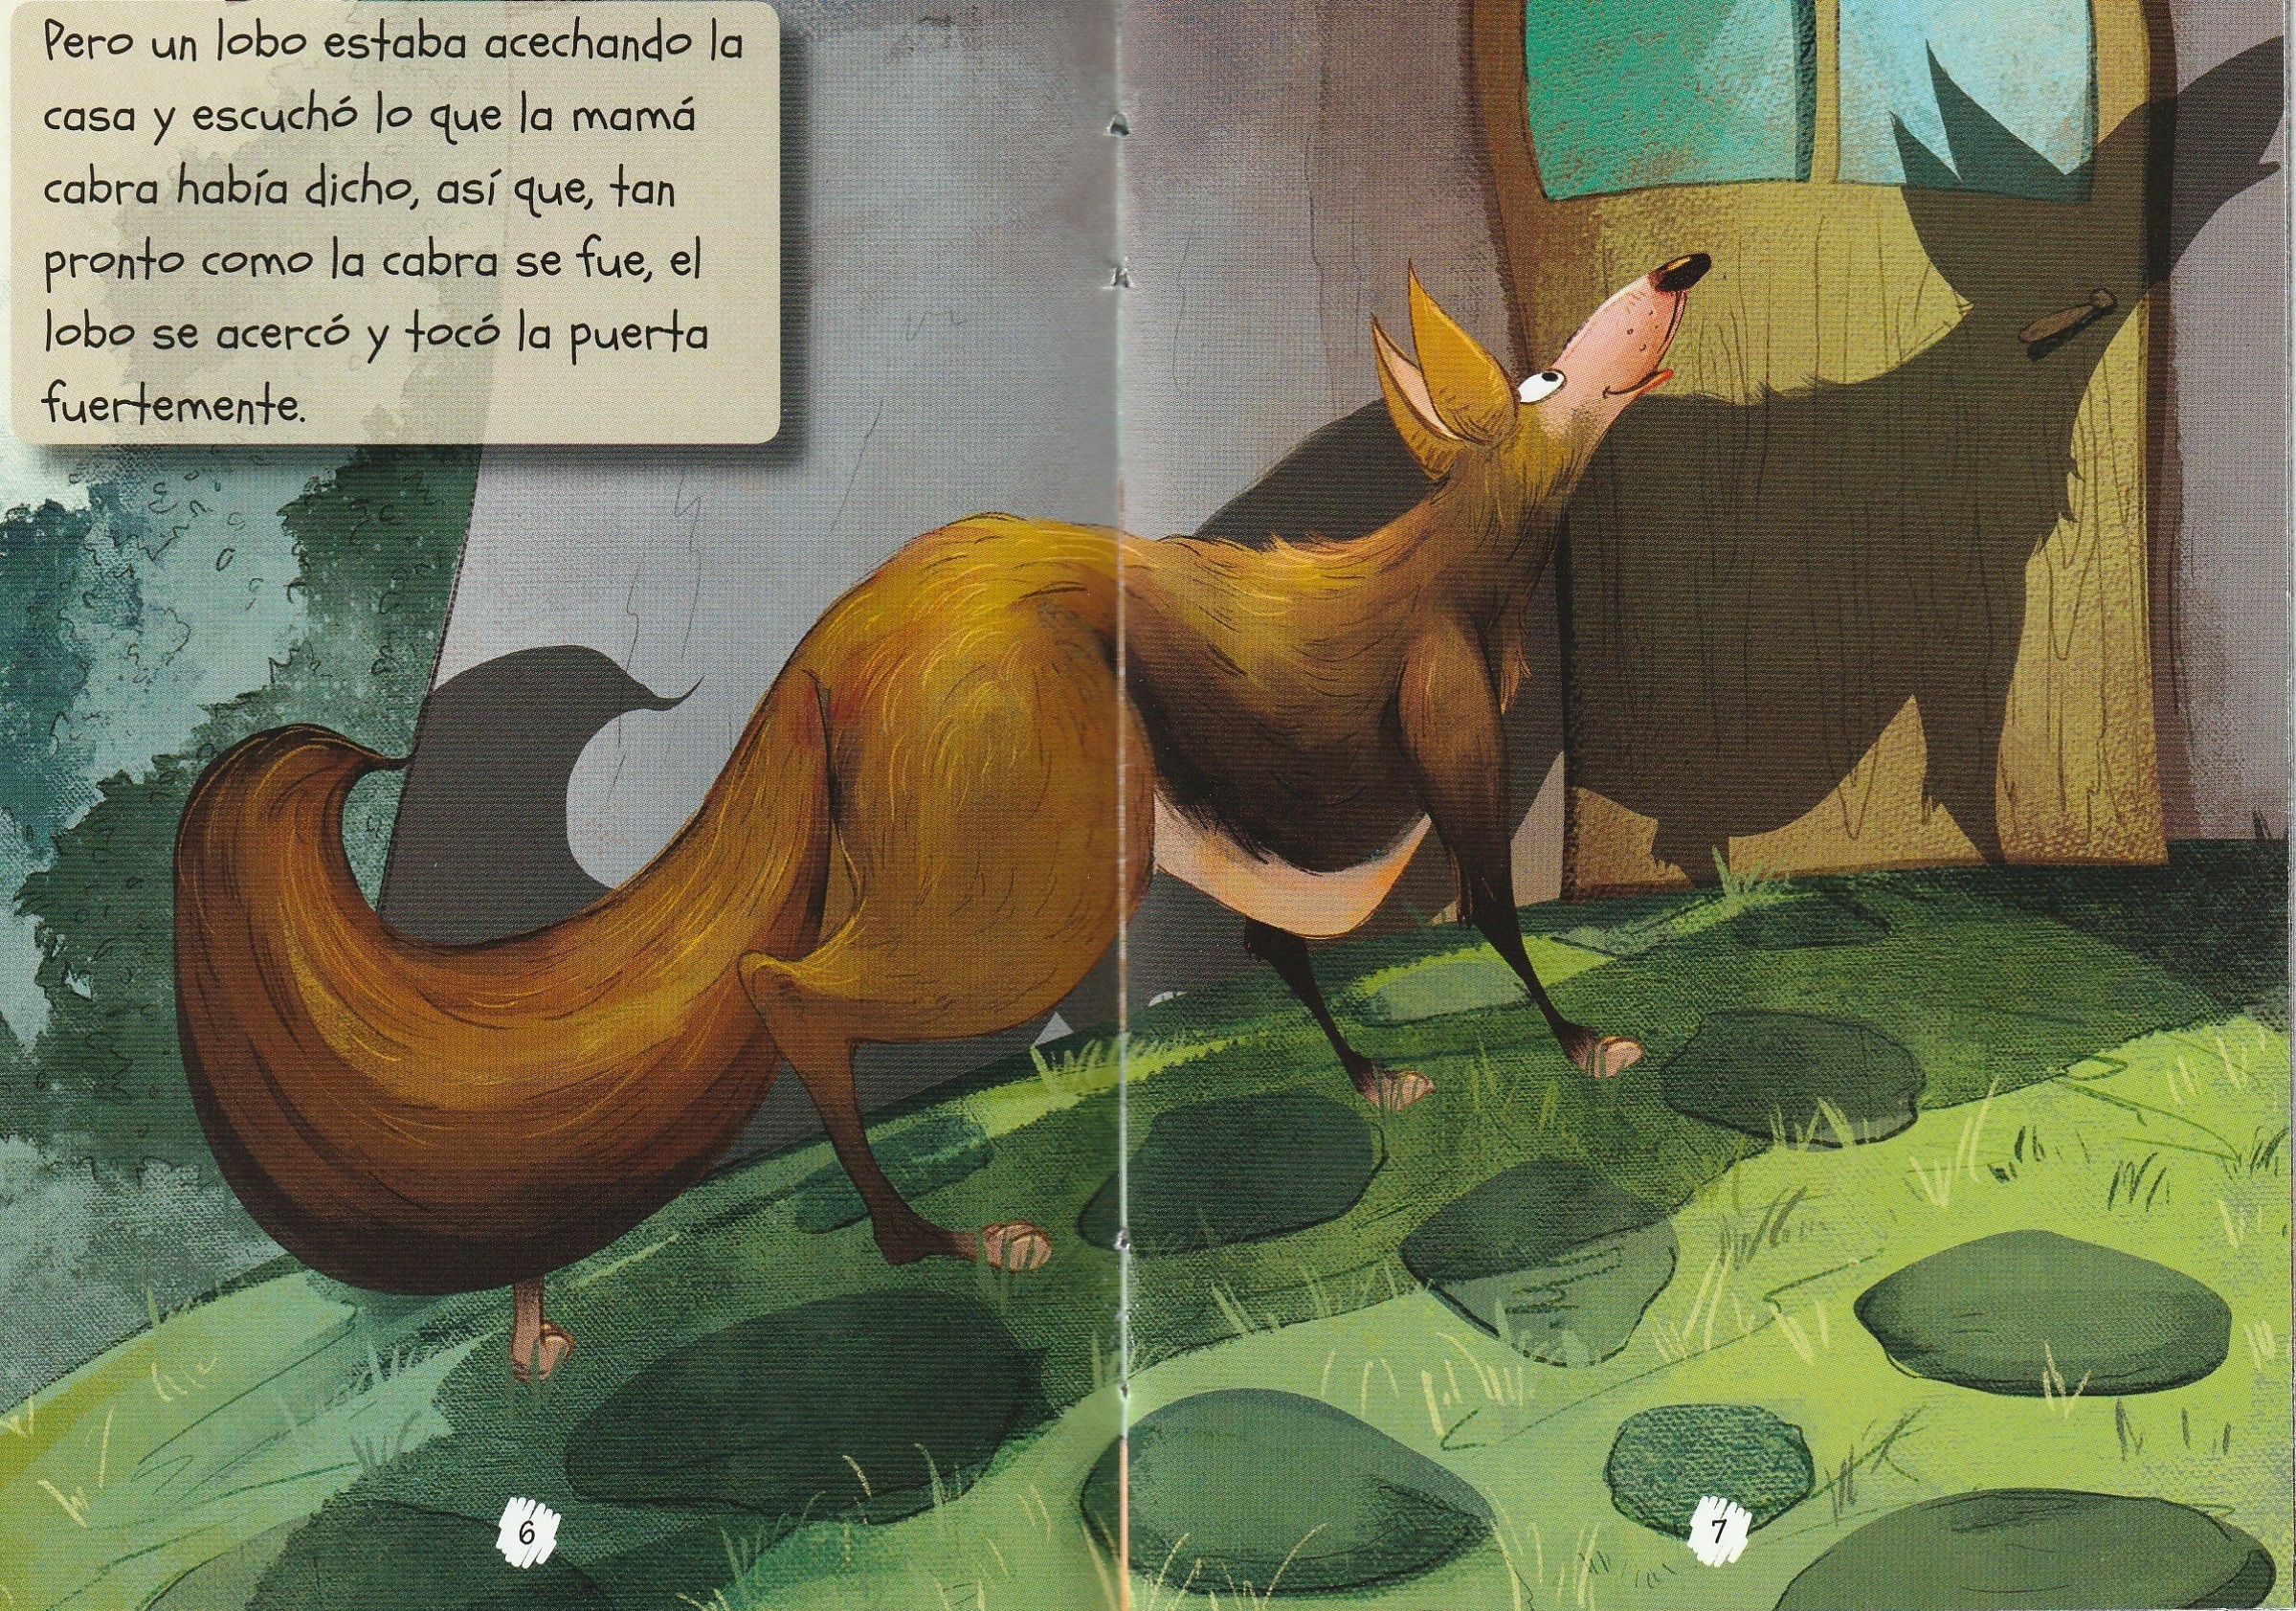 Pero un lobo estaba acechando la
casa y escuchó lo que la mamá
cabra había dicho, así que, tan
pronto como la cabra se fue, el
lobo se acercó y tocó la puerta
fuertemente.
6
7